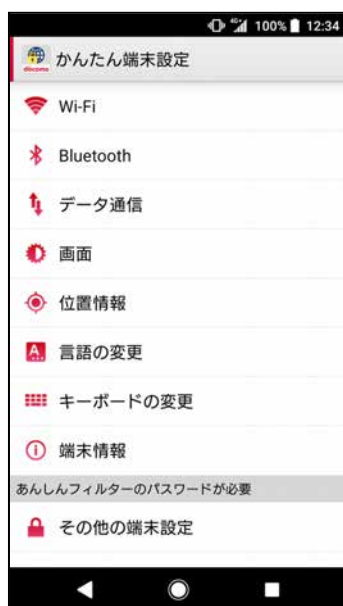 4G 100% 12:34
docomo かんたん端末設定
Wi-Fi
Bluetooth
データ通信
画面
位置情報
言語の変更
キーボードの変更
端末情報
あんしんフィルターのパスワードが必要
その他の端末設定